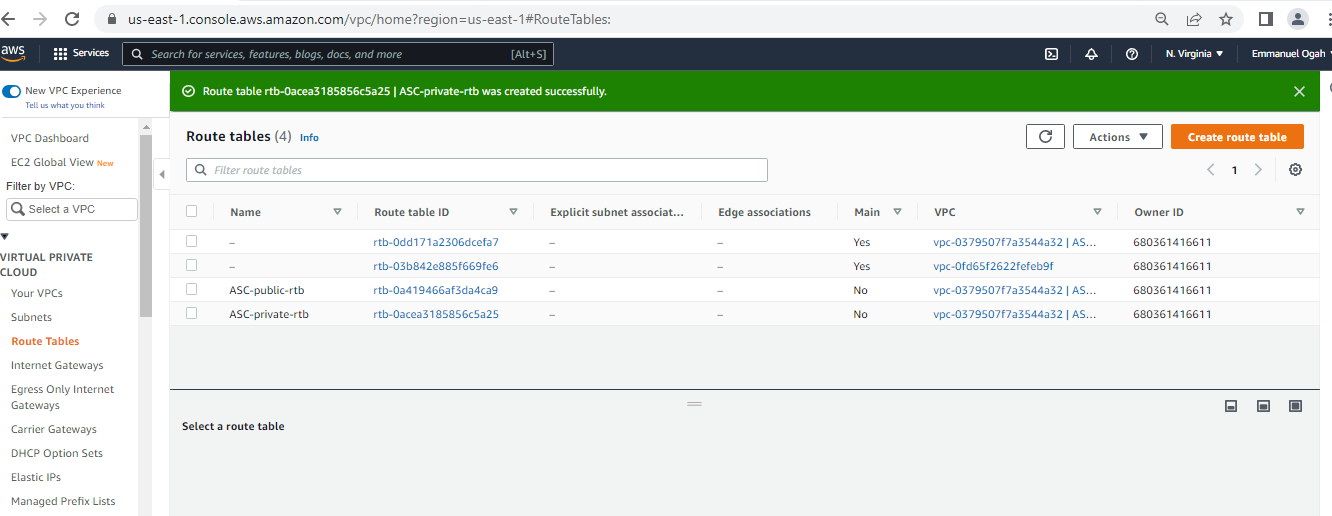 us-east-1.console.aws.amazon.com/vpc/home?region=us-east-1#RouteTables:
aws
Services
Search for services, features, blogs, docs, and more
[Alt+S]
N. Virginia
Emmanuel Ogah
New VPC Experience
Tell us what you think
VPC Dashboard
EC2 Global View New
Filter by VPC:
Select a VPC
VIRTUAL PRIVATE
CLOUD
Your VPCs
Subnets
Route Tables
Internet Gateways
Egress Only Internet
Gateways
Carrier Gateways
DHCP Option Sets
Elastic IPs
Managed Prefix Lists
Route table rtb-0acea3185856c5a25 | ASC-private-rtb was created successfully.
Route tables (4) Info
Actions
Create route table
Filter route tables
1
Name Route table ID Explicit subnet associat... Edge associations Main VPC Owner ID
– rtb-0dd171a2306dcefa7 – – Yes vpc-0379507f7a3544a32 | AS... 680361416611
– rtb-03b842e885f669fe6 – – Yes vpc-0fd65f2622fefeb9f 680361416611
ASC-public-rtb rtb-0a419466af3da4ca9 – – No vpc-0379507f7a3544a32 | AS... 680361416611
ASC-private-rtb rtb-0acea3185856c5a25 – – No vpc-0379507f7a3544a32 | AS... 680361416611
Select a route table